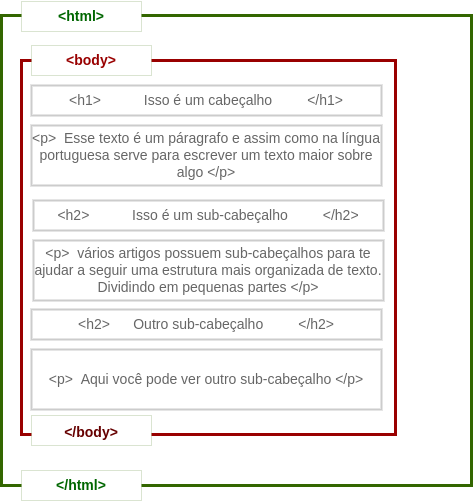 <html>
<body>
<h1> Isso é um cabeçalho </h1>
<p> Esse texto é um páragrafo e assim como na língua
portuguesa serve para escrever um texto maior sobre
algo </p>
<h2> Isso é um sub-cabeçalho </h2>
<p> vários artigos possuem sub-cabeçalhos para te
ajudar a seguir uma estrutura mais organizada de texto.
Dividindo em pequenas partes </p>
<h2> Outro sub-cabeçalho </h2>
<p> Aqui você pode ver outro sub-cabeçalho </p>
</body>
</html>